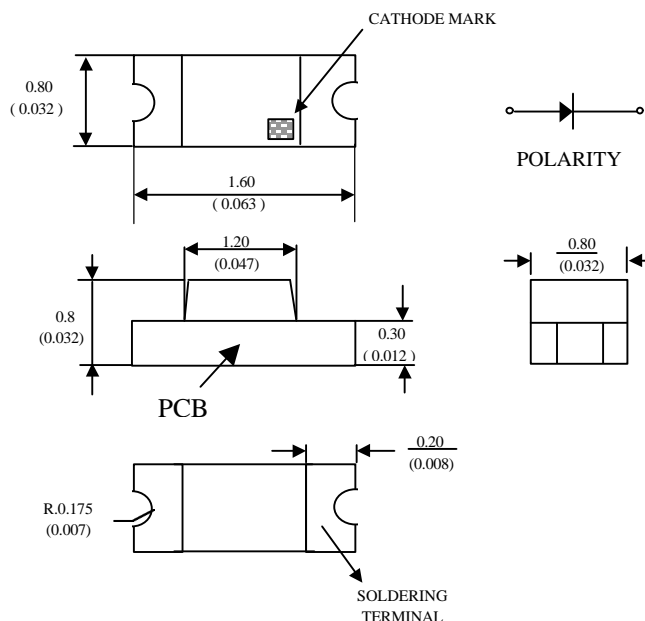 CATHODE MARK
0.80
( 0.032 )
POLARITY
1.60
( 0.063 )
1.20
(0.047)
0.80
(0.032)
0.8
(0.032)
0.30
( 0.012 )
PCB
0.20
(0.008)
R.0.175
(0.007)
SOLDERING
TERMINAL